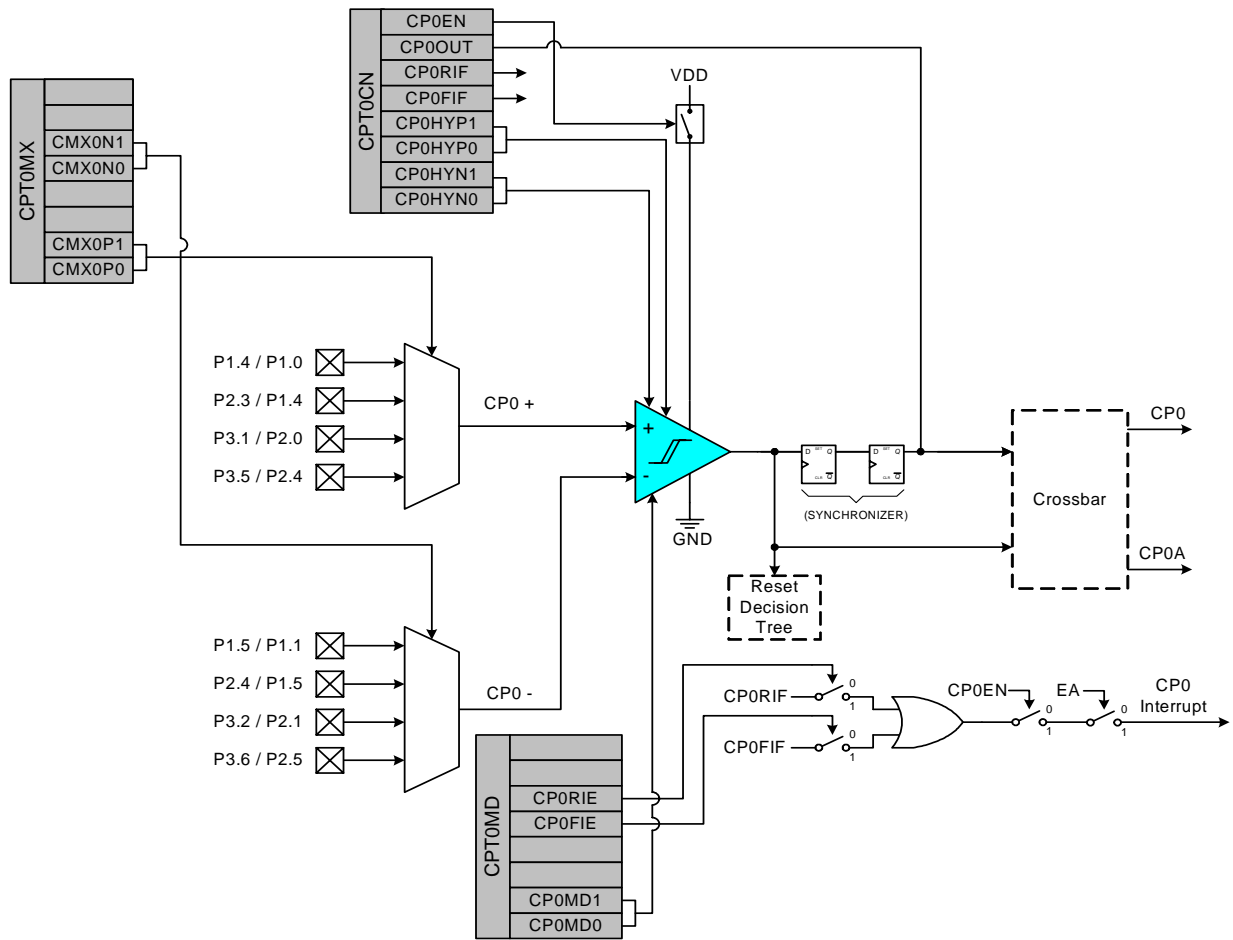 CPT0CN
CP0EN
CP0OUT
CP0RIF
CP0FIF
CP0HYP1
CP0HYP0
CP0HYN1
CP0HYN0
VDD
CPT0MX
CMX0N1
CMX0N0
CMX0P1
CMX0P0
P1.4 / P1.0
P2.3 / P1.4
P3.1 / P2.0
P3.5 / P2.4
CP0 +
+
-
GND
D SET Q
CLR Q
D SET Q
CLR Q
(SYNCHRONIZER)
Reset
Decision
Tree
Crossbar
CP0
CP0A
P1.5 / P1.1
P2.4 / P1.5
P3.2 / P2.1
P3.6 / P2.5
CP0 -
CPT0MD
CP0RIE
CP0FIE
CP0MD1
CP0MD0
CP0RIF
0
1
CP0FIF
0
1
CP0EN
0
1
EA
0
1
CP0
Interrupt